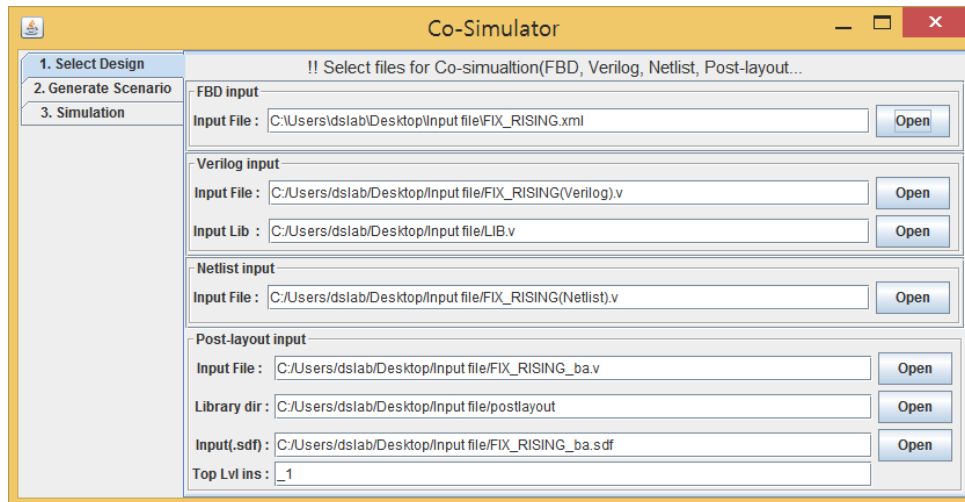 Co-Simulator
1. Select Design
2. Generate Scenario
3. Simulation
!! Select files for Co-simualtion(FBD, Verilog, Netlist, Post-layout...
FBD input
Input File : C:\Users\dslab\Desktop\Input file\FIX_RISING.xml Open
Verilog input
Input File : C:/Users/dslab/Desktop/Input file/FIX_RISING(Verilog).v Open
Input Lib : C:/Users/dslab/Desktop/Input file/LIB.v Open
Netlist input
Input File : C:/Users/dslab/Desktop/Input file/FIX_RISING(Netlist).v Open
Post-layout input
Input File : C:/Users/dslab/Desktop/Input file/FIX_RISING_ba.v Open
Library dir : C:/Users/dslab/Desktop/Input file/postlayout Open
Input(.sdf) : C:/Users/dslab/Desktop/Input file/FIX_RISING_ba.sdf Open
Top Lvl ins : _1